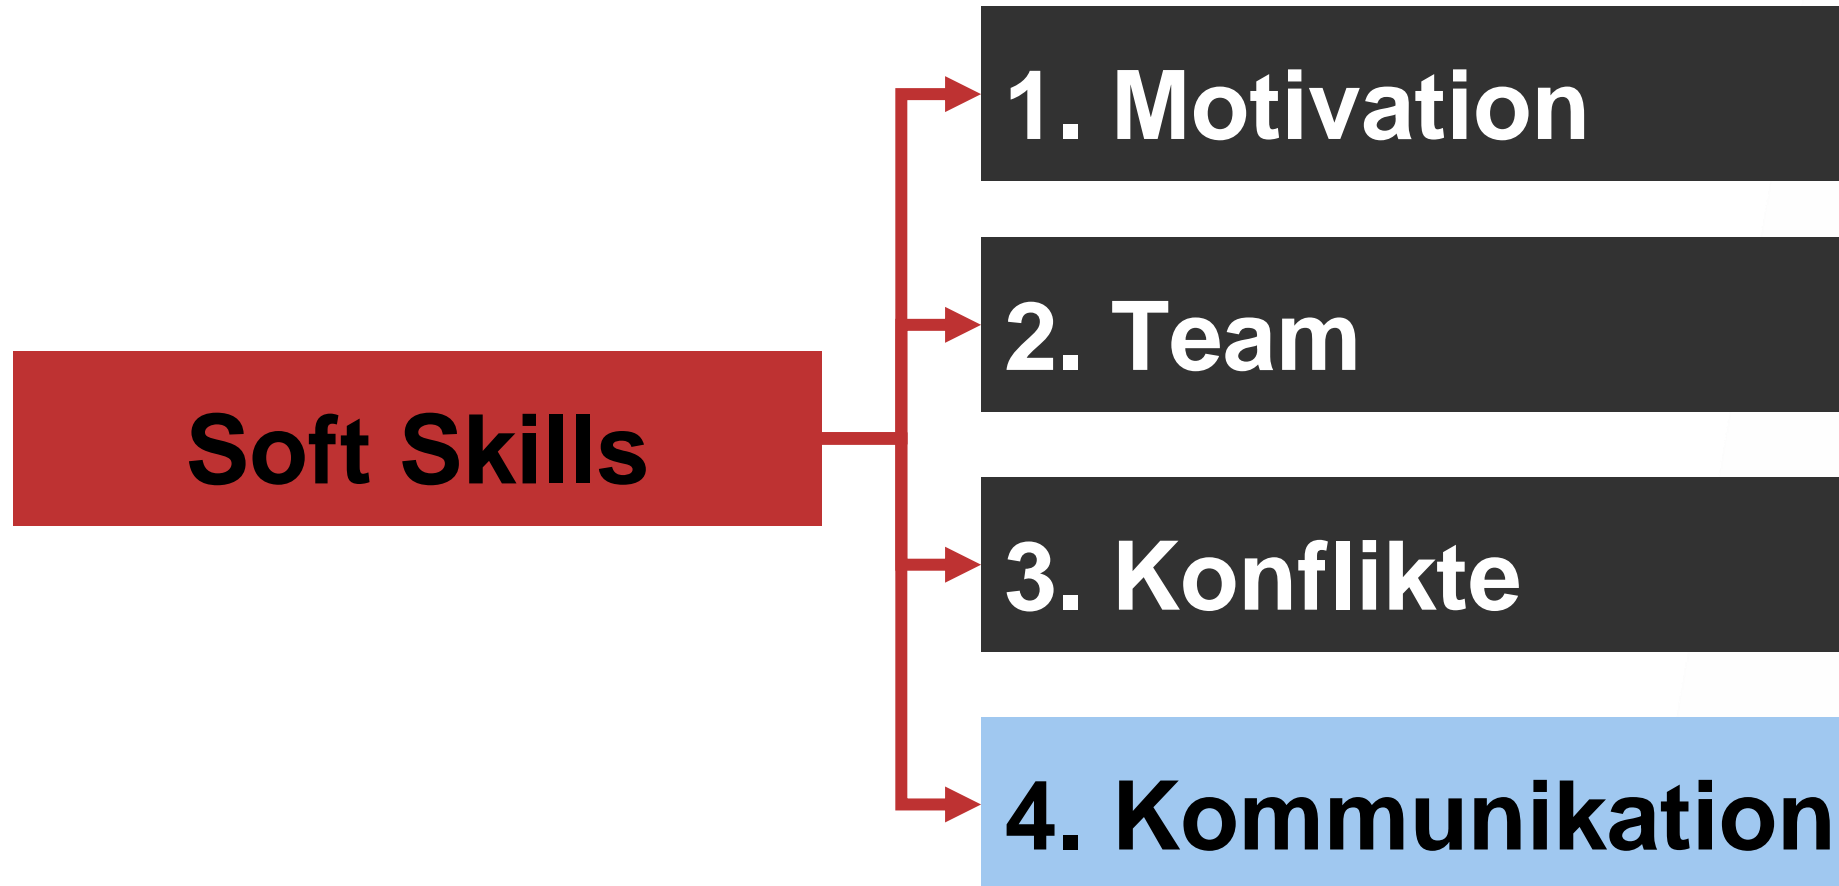 Soft Skills
1. Motivation
2. Team
3. Konflikte
4. Kommunikation